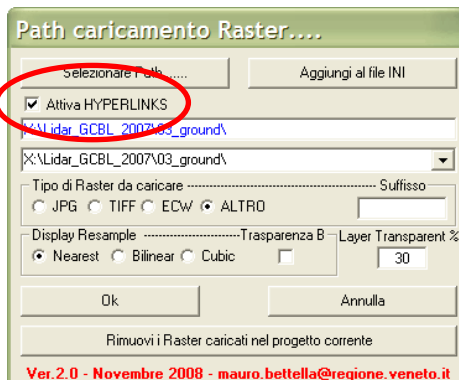 Path caricamento Raster....
Selezionare Path...... Aggiungi al file INI
Attiva HYPERLINKS
X:\Lidar_GCBL_2007\03_ground\
X:\Lidar_GCBL_2007\03_ground\
Tipo di Raster da caricare Suffisso
JPG TIFF ECW ALTRO
Display Resample Trasparenza B Layer Transparent %
Nearest Bilinear Cubic 30
Ok Annulla
Rimuovi i Raster caricati nel progetto corrente
Ver.2.0 - Novembre 2008 - mauro.bettella@regione.veneto.it